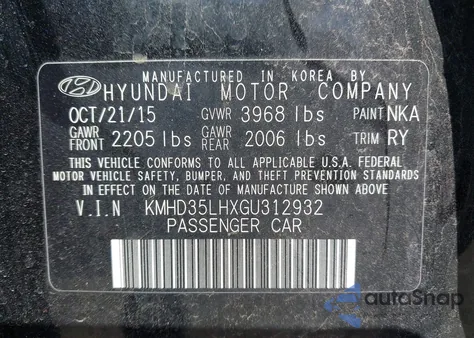 MANUFACTURED IN KOREA BY
HYUNDAI MOTOR COMPANY
OCT/21/15 GVWR 3968 lbs PAINT NKA
GAWR FRONT 2205 lbs GAWR REAR 2006 lbs TRIM RY
THIS VEHICLE CONFORMS TO ALL APPLICABLE U.S.A. FEDERAL
MOTOR VEHICLE SAFETY, BUMPER, AND THEFT PREVENTION STANDARDS
IN EFFECT ON THE DATE OF MANUFACTURE SHOWN ABOVE.
V.I.N KMHD35LHXGU312932
PASSENGER CAR
autoSnap